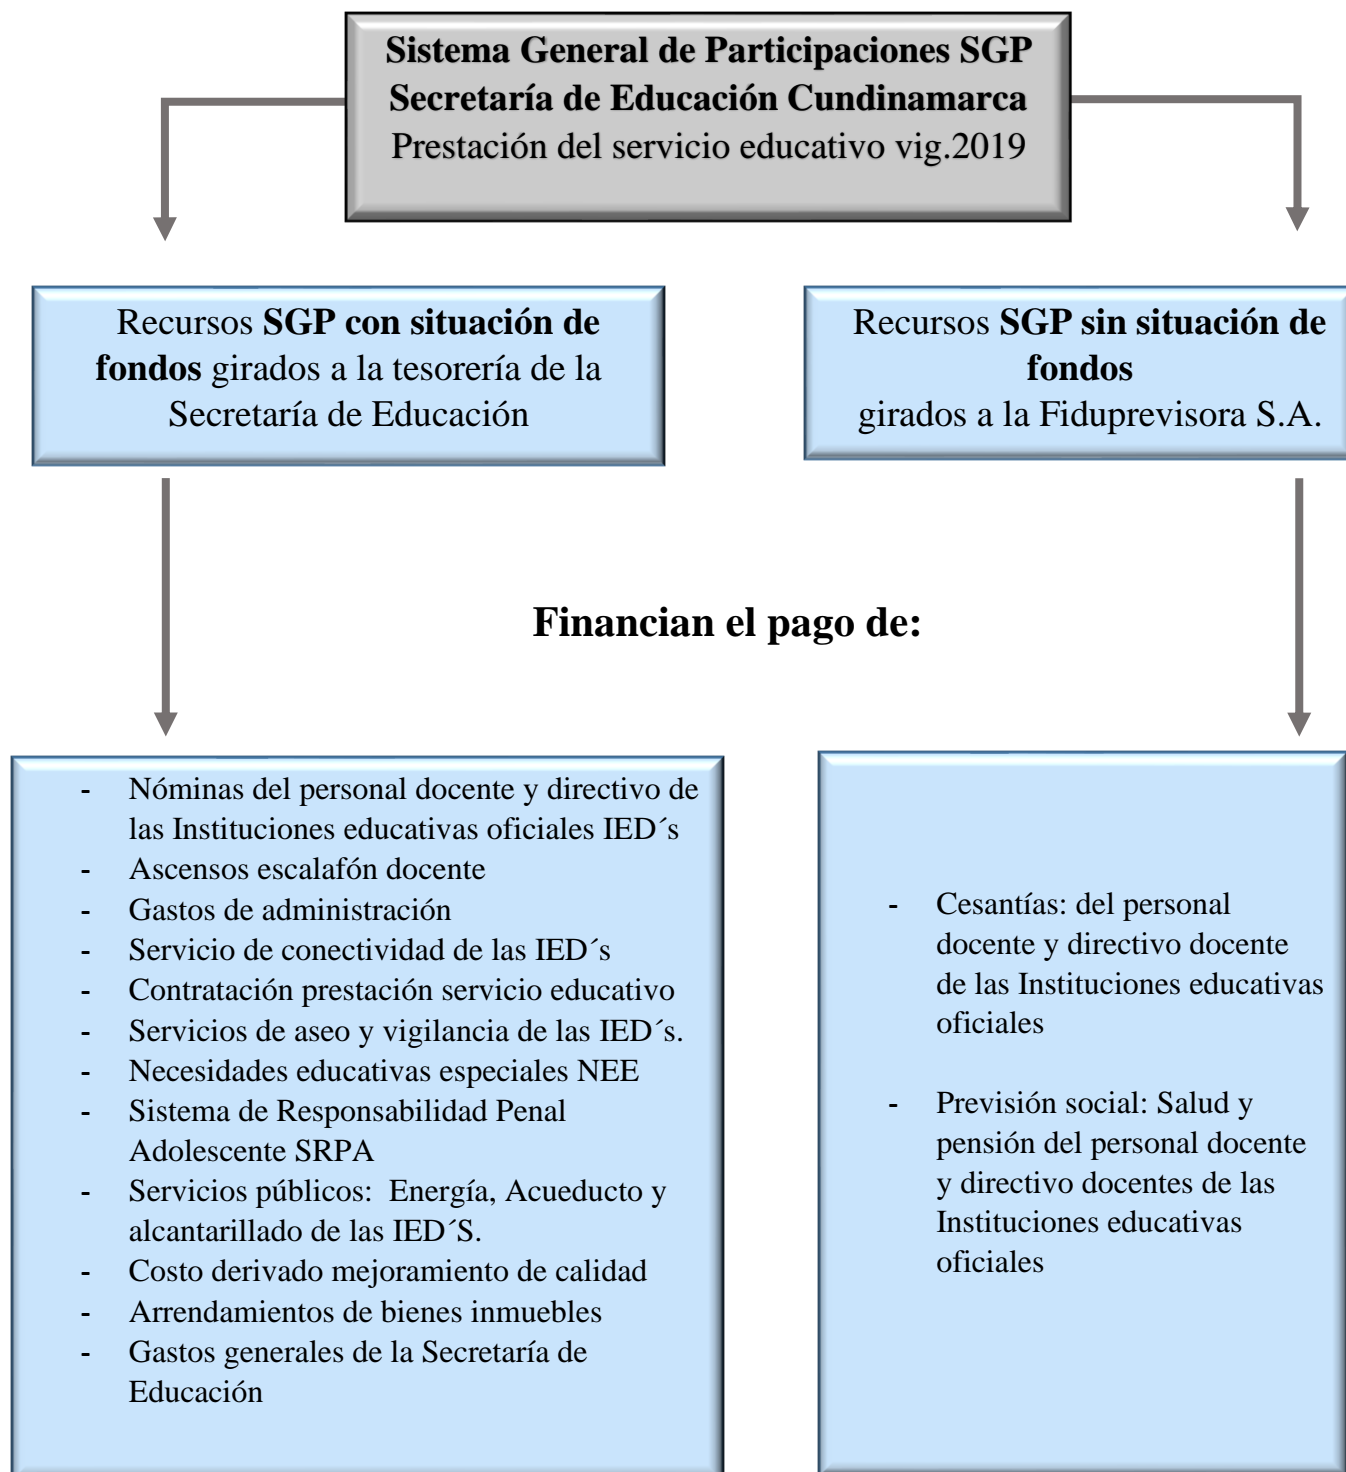 Sistema General de Participaciones SGP
Secretaría de Educación Cundinamarca
Prestación del servicio educativo vig.2019
Recursos SGP con situación de
fondos girados a la tesorería de la
Secretaría de Educación
Recursos SGP sin situación de
fondos
girados a la Fiduprevisora S.A.
Financian el pago de:
- Nóminas del personal docente y directivo de
las Instituciones educativas oficiales IED´s
- Ascensos escalafón docente
- Gastos de administración
- Servicio de conectividad de las IED´s
- Contratación prestación servicio educativo
- Servicios de aseo y vigilancia de las IED´s.
- Necesidades educativas especiales NEE
- Sistema de Responsabilidad Penal
Adolescente SRPA
- Servicios públicos:  Energía, Acueducto y
alcantarillado de las IED´S.
- Costo derivado mejoramiento de calidad
- Arrendamientos de bienes inmuebles
- Gastos generales de la Secretaría de
Educación
- Cesantías: del personal
docente y directivo docente
de las Instituciones educativas
oficiales
- Previsión social: Salud y
pensión del personal docente
y directivo docentes de las
Instituciones educativas
oficiales